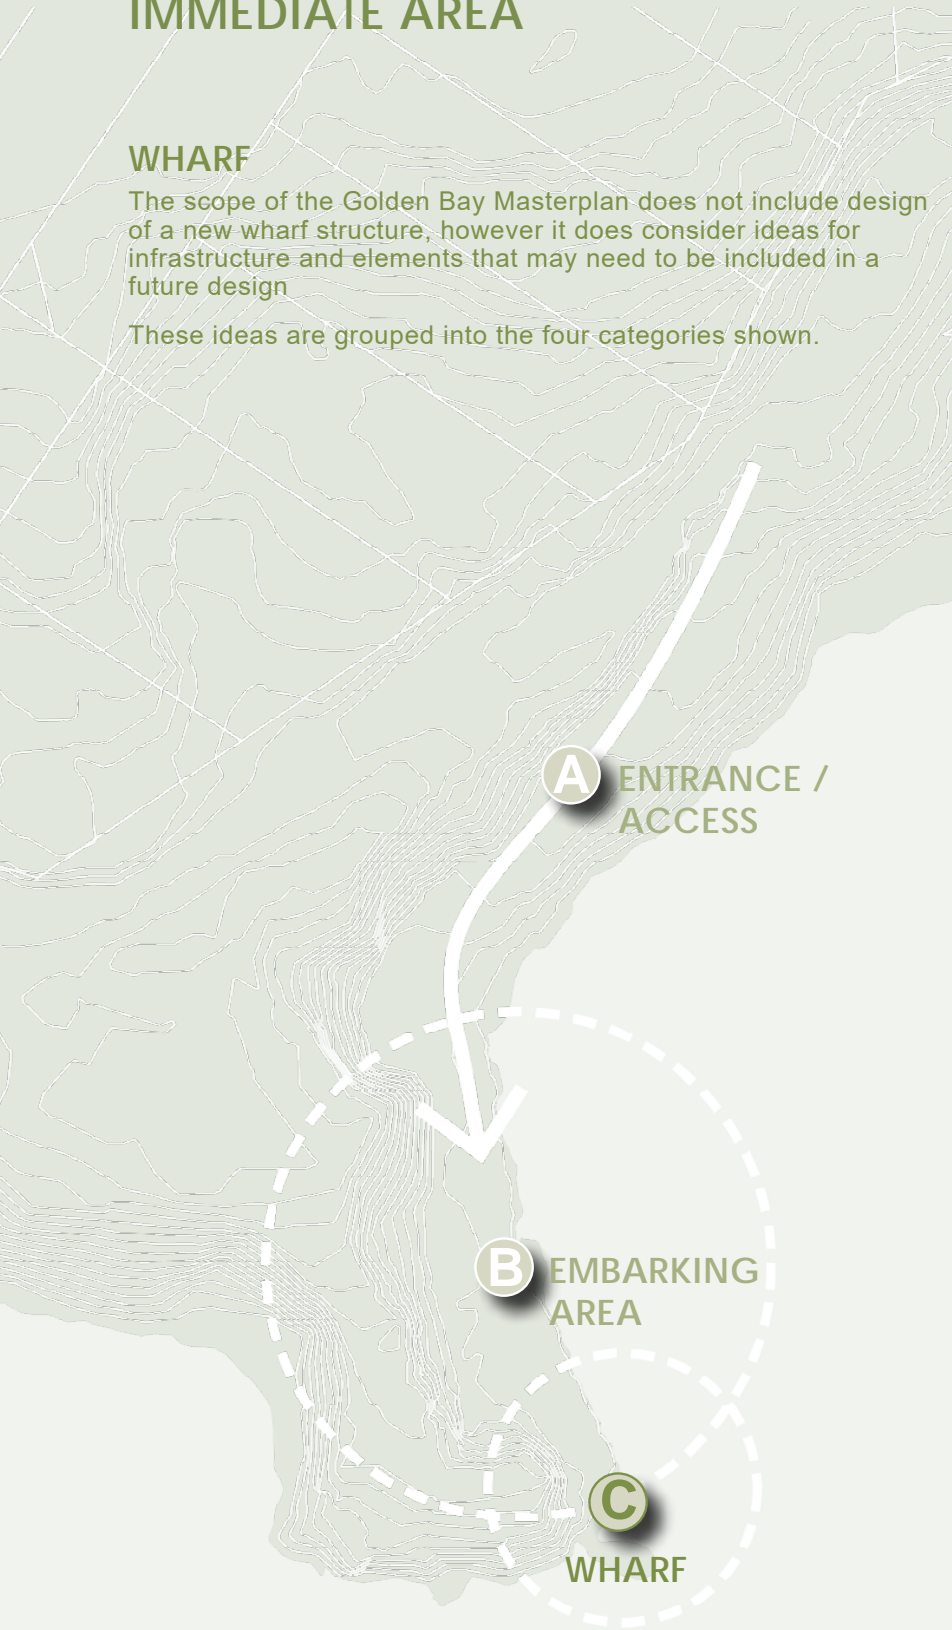 IMMEDIATE AREA
WHARF
The scope of the Golden Bay Masterplan does not include design
of a new wharf structure, however it does consider ideas for
infrastructure and elements that may need to be included in a
future design
These ideas are grouped into the four categories shown.
A
ENTRANCE /
ACCESS
B
EMBARKING
AREA
C
WHARF